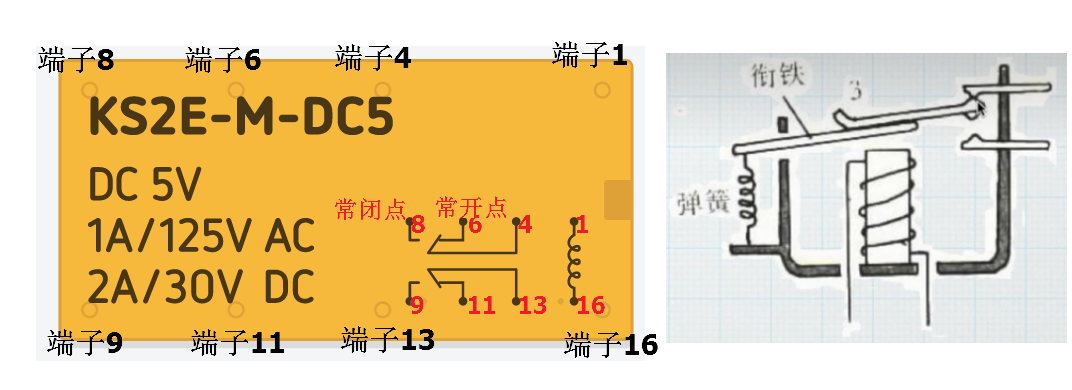 端子8 端子6 端子4 端子1
KS2E-M-DC5
DC 5V
1A/125V AC
2A/30V DC
常闭点 常开点
8 6 4 1
9 11 13 16
端子9 端子11 端子13 端子16
衔铁
3
弹簧